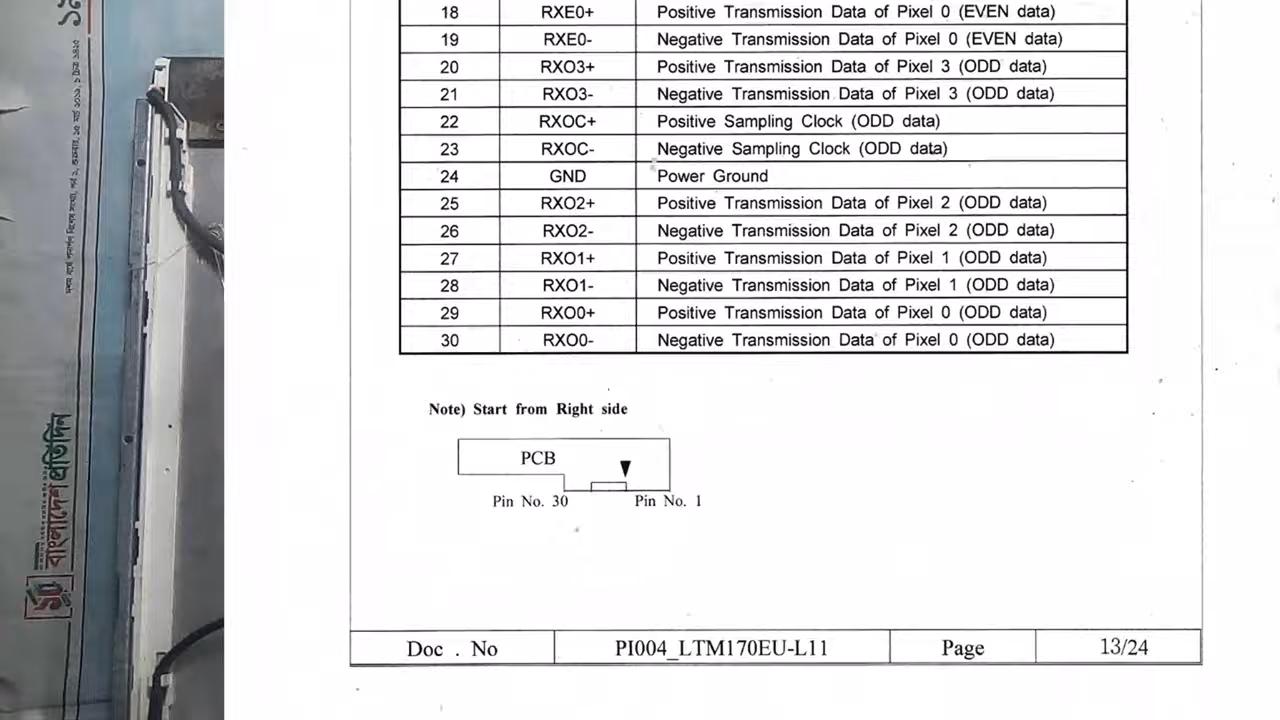 18 RXE0+ Positive Transmission Data of Pixel 0 (EVEN data)
19 RXE0- Negative Transmission Data of Pixel 0 (EVEN data)
20 RXO3+ Positive Transmission Data of Pixel 3 (ODD data)
21 RXO3- Negative Transmission Data of Pixel 3 (ODD data)
22 RXOC+ Positive Sampling Clock (ODD data)
23 RXOC- Negative Sampling Clock (ODD data)
24 GND Power Ground
25 RXO2+ Positive Transmission Data of Pixel 2 (ODD data)
26 RXO2- Negative Transmission Data of Pixel 2 (ODD data)
27 RXO1+ Positive Transmission Data of Pixel 1 (ODD data)
28 RXO1- Negative Transmission Data of Pixel 1 (ODD data)
29 RXO0+ Positive Transmission Data of Pixel 0 (ODD data)
30 RXO0- Negative Transmission Data of Pixel 0 (ODD data)
Note) Start from Right side
PCB
Pin No. 30 Pin No. 1
Doc . No PI004_LTM170EU-L11 Page 13/24
বাংলাদেশ প্রতিদিন